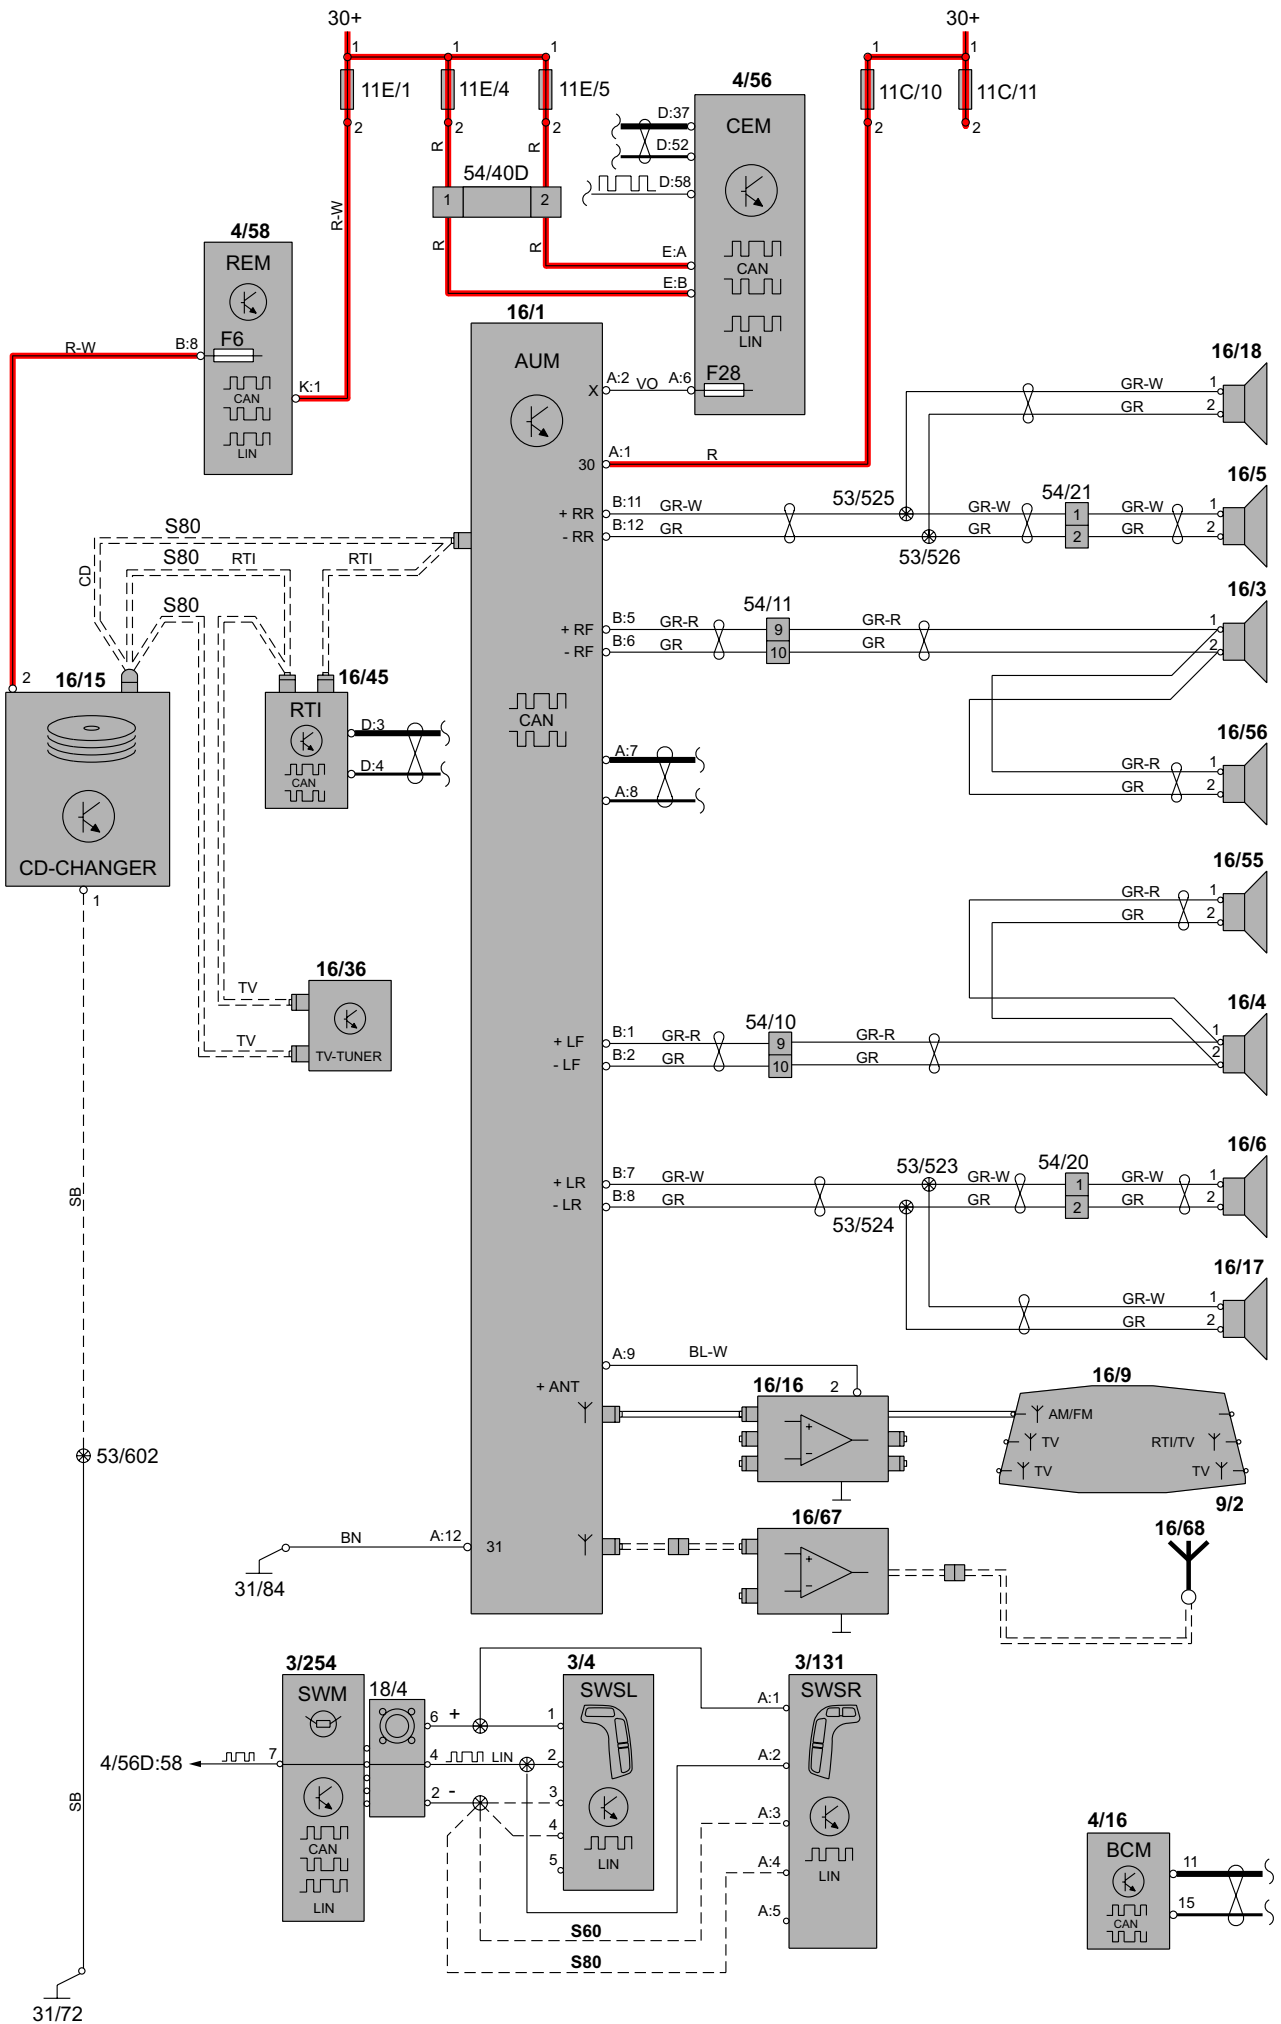 30+
30+
1
1
1
1
1
11E/1
11E/4
11E/5
11C/10
11C/11
2
2
2
2
2
R
R
4/56
CEM
D:37
D:52
D:58
54/40D
1
2
R-W
R
R
E:A
E:B
CAN
LIN
4/58
REM
R-W
B:8
F6
K:1
CAN
LIN
16/1
AUM
X
A:2
VO
A:6
F28
30
A:1
R
16/18
GR-W
1
GR
2
16/5
+ RR
B:11
GR-W
53/525
GR-W
54/21
1
GR-W
1
- RR
B:12
GR
53/526
GR
2
GR
2
S80
CD
S80
RTI
RTI
S80
16/3
+ RF
B:5
GR-R
54/11
9
GR-R
1
- RF
B:6
GR
10
GR
2
2
16/15
CD-CHANGER
1
16/45
RTI
D:3
D:4
CAN
CAN
A:7
A:8
16/56
GR-R
1
GR
2
16/55
GR-R
1
GR
2
16/36
TV
TV
TV-TUNER
16/4
+ LF
B:1
GR-R
54/10
9
GR-R
1
- LF
B:2
GR
10
GR
2
16/6
+ LR
B:7
GR-W
53/523
GR-W
54/20
1
GR-W
1
- LR
B:8
GR
53/524
GR
2
GR
2
SB
16/17
GR-W
1
GR
2
A:9
BL-W
+ ANT
16/16
2
+
−
16/9
AM/FM
TV
RTI/TV
TV
TV
9/2
53/602
BN
A:12
31
31/84
16/67
+
−
16/68
3/254
SWM
18/4
6
+
4
LIN
2
-
4/56D:58
7
CAN
LIN
3/4
SWSL
1
2
3
4
5
LIN
3/131
SWSR
A:1
A:2
A:3
A:4
A:5
LIN
S60
S80
SB
31/72
4/16
BCM
11
15
CAN